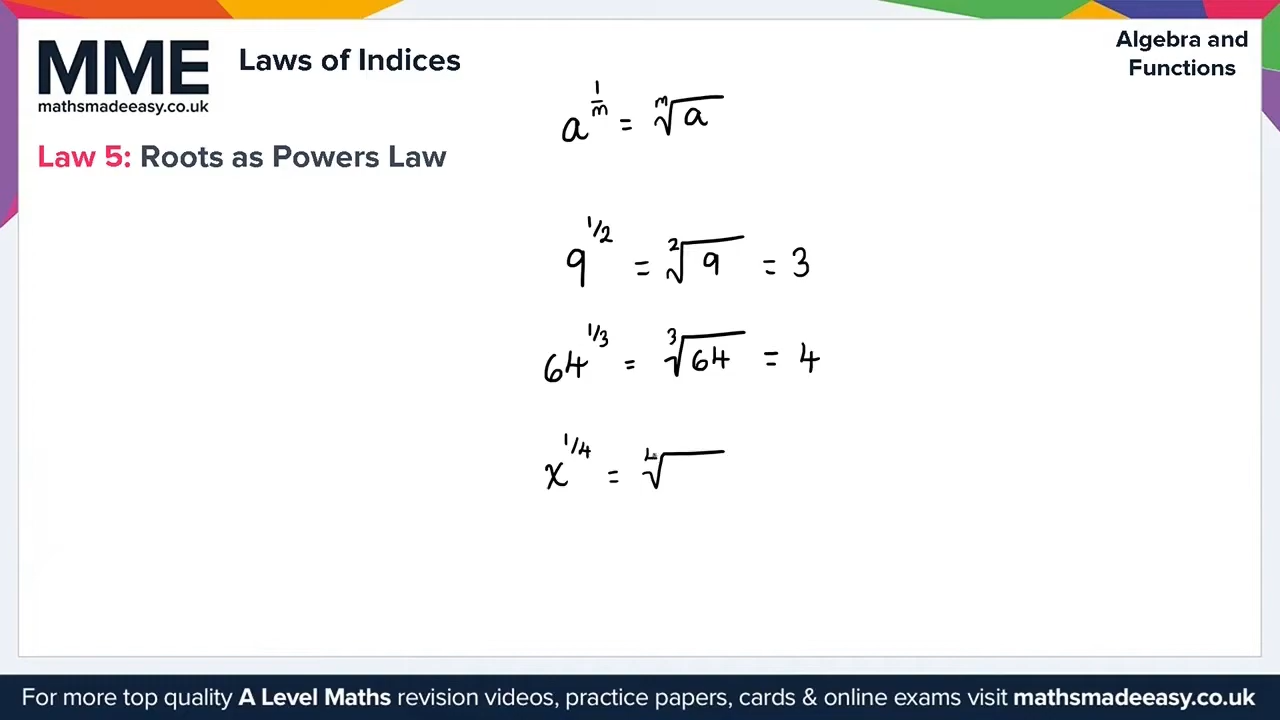 MME
mathsmadeeasy.co.uk
Laws of Indices
Algebra and
Functions
Law 5: Roots as Powers Law
a^(1/m) = ᵐ√a
9^(1/2) = ²√9 = 3
64^(1/3) = ³√64 = 4
x^(1/4) = ⁴√
For more top quality A Level Maths revision videos, practice papers, cards & online exams visit mathsmadeeasy.co.uk